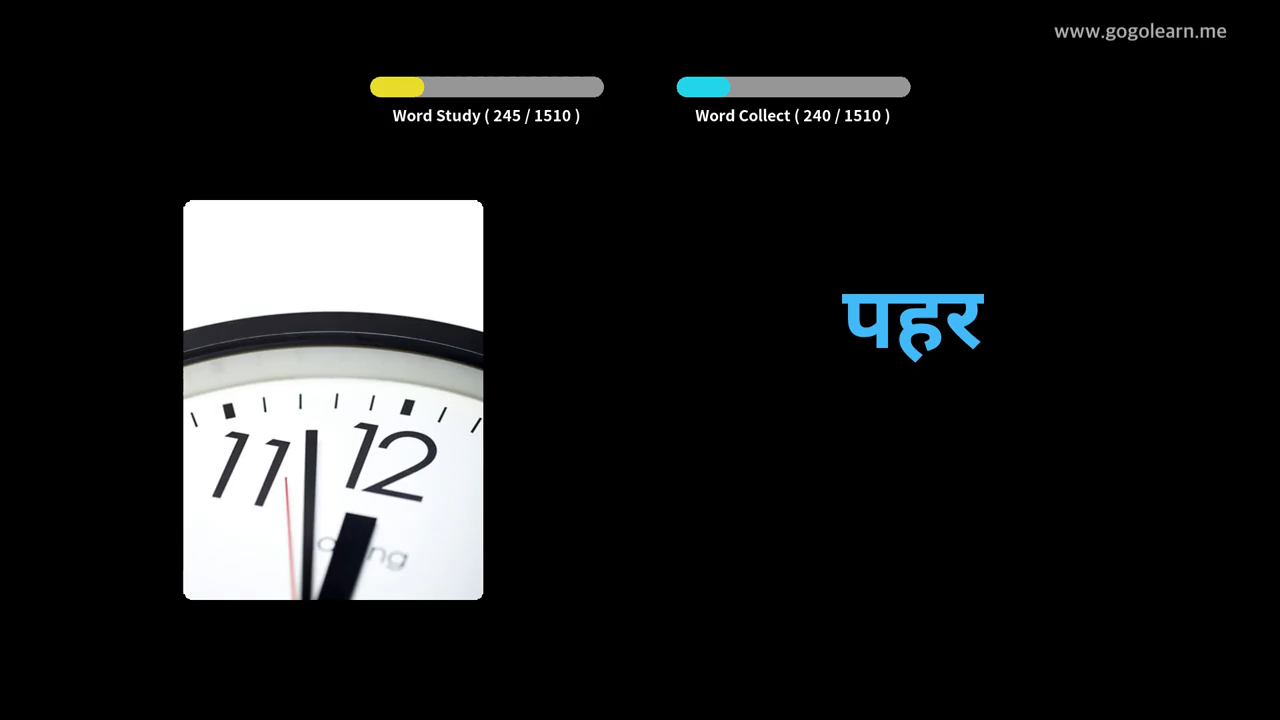 www.gogolearn.me
Word Study ( 245 / 1510 )
Word Collect ( 240 / 1510 )
11
12
पहर